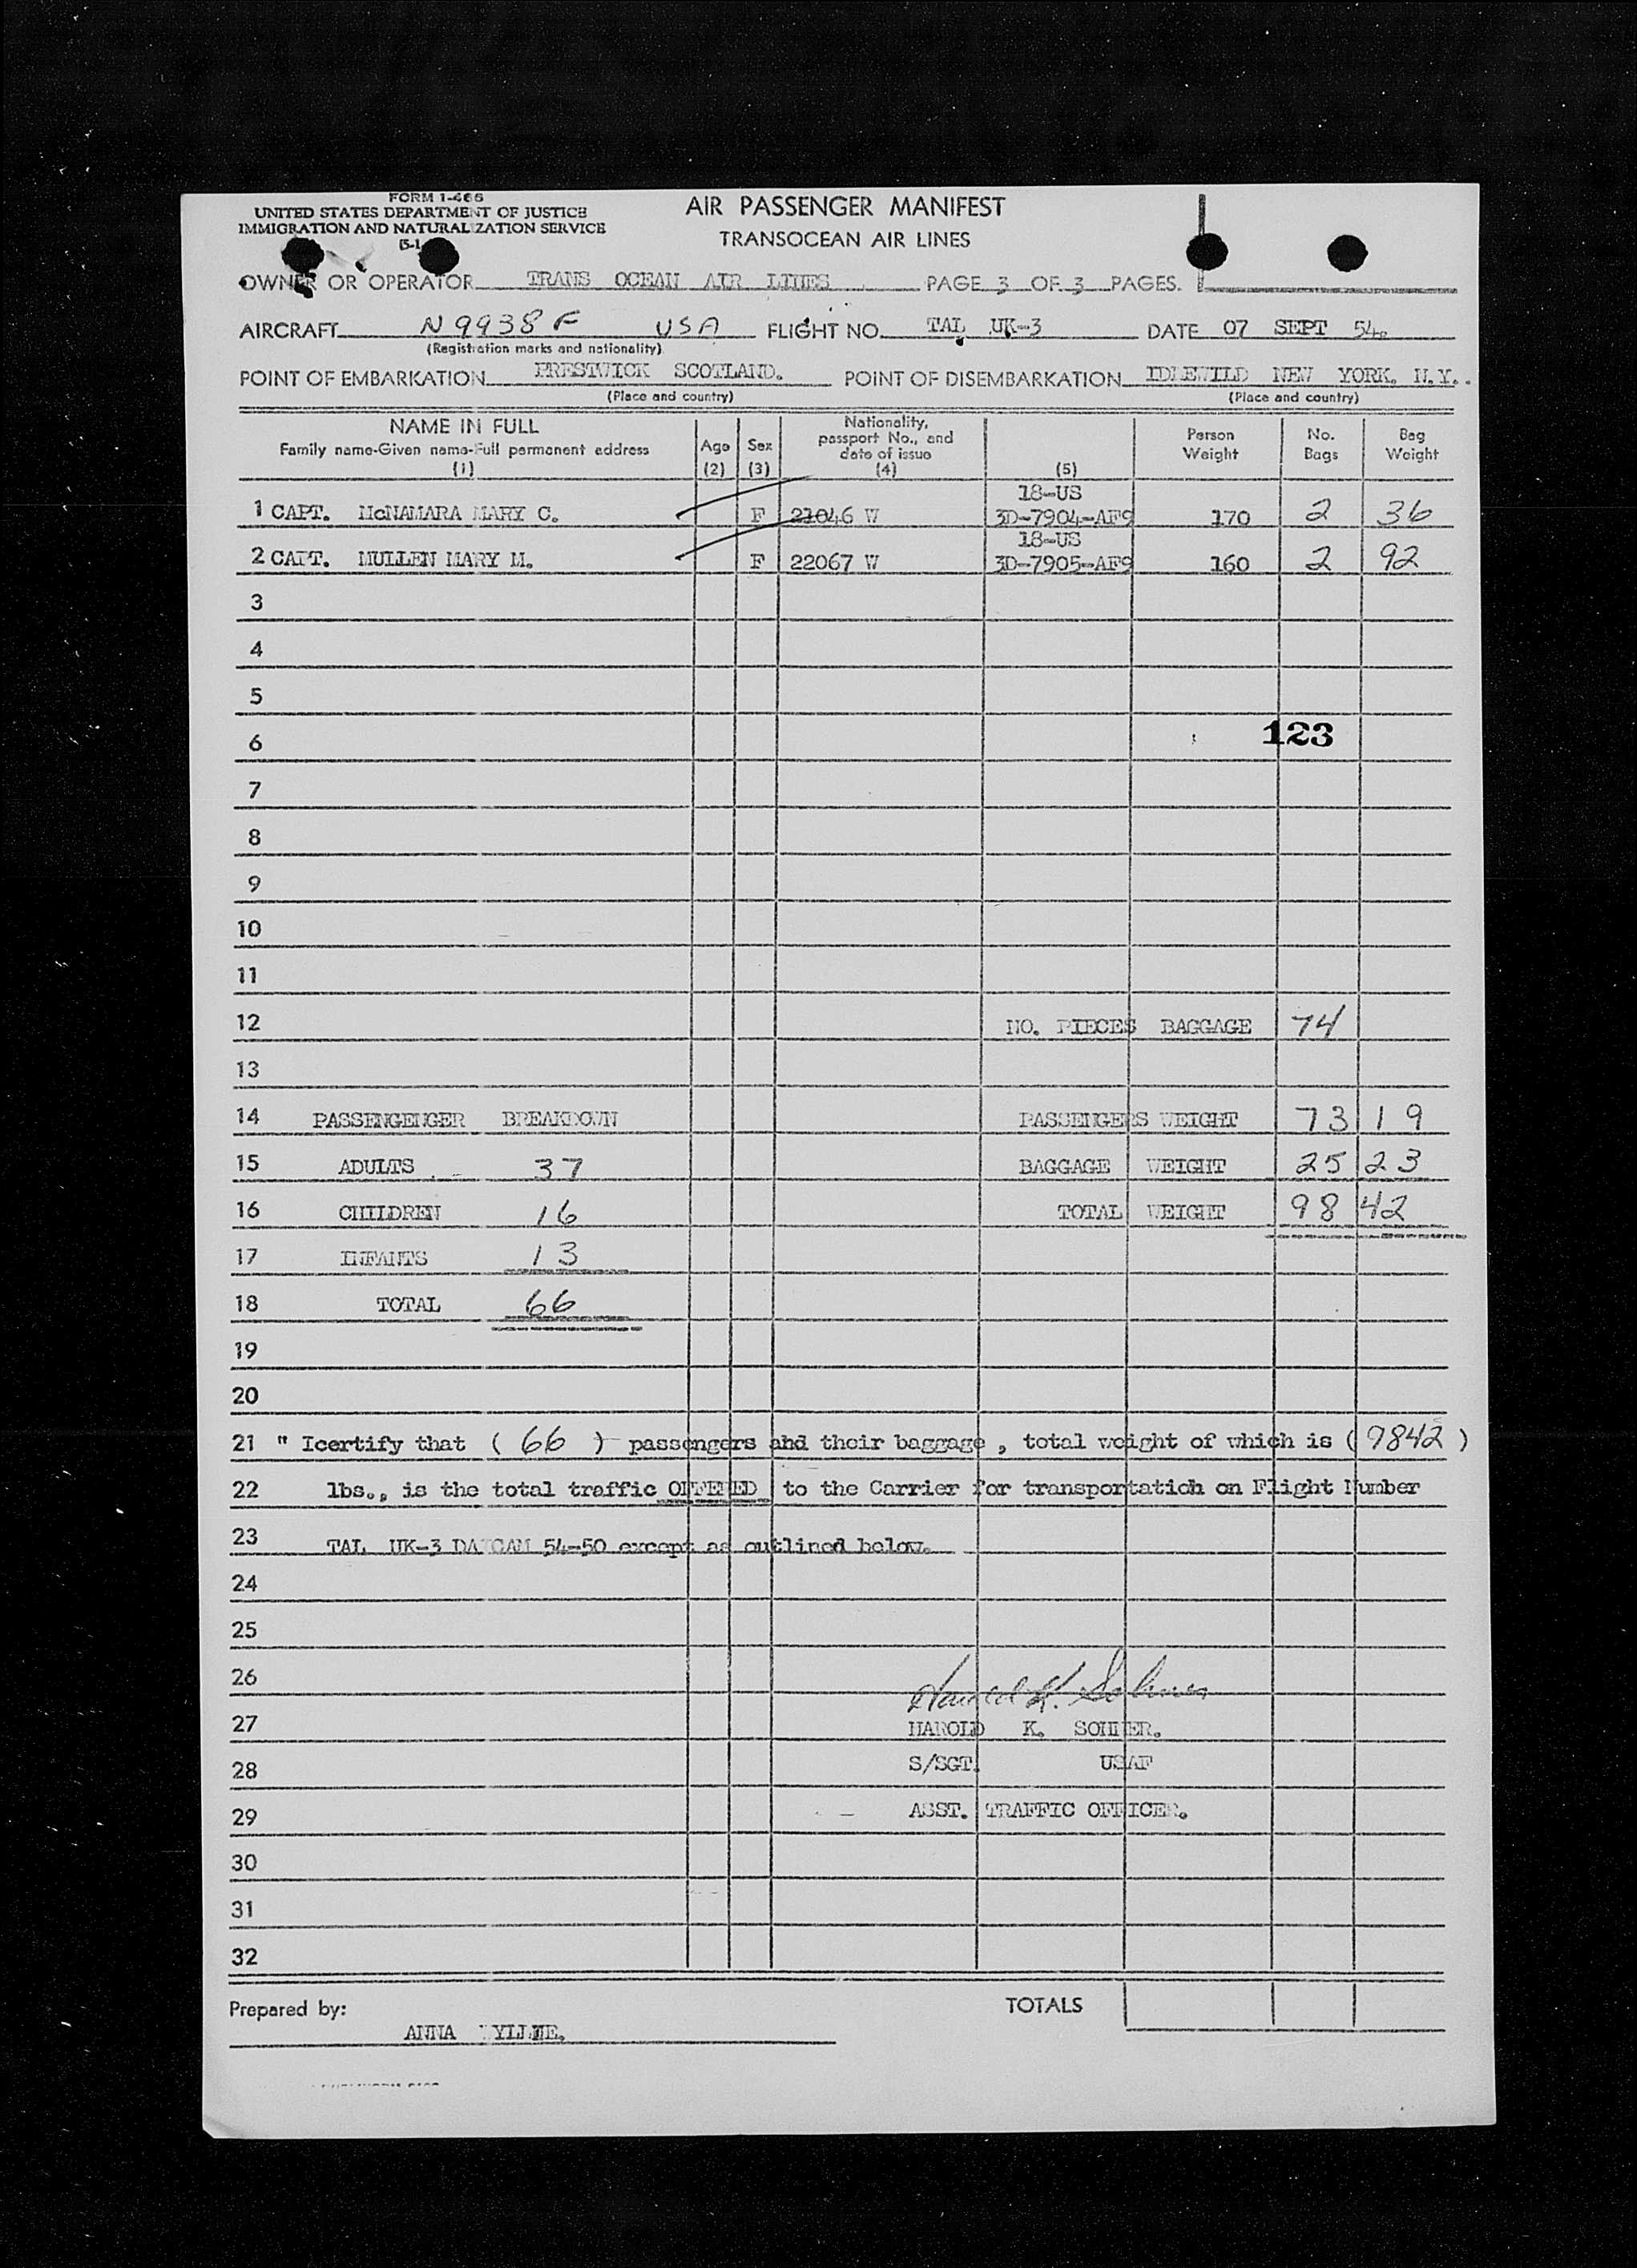 FORM 1-466
UNITED STATES DEPARTMENT OF JUSTICE
IMMIGRATION AND NATURALIZATION SERVICE
(5-1
AIR PASSENGER MANIFEST
TRANSOCEAN AIR LINES
OWNER OR OPERATOR TRANS OCEAN AIR LINES PAGE 3 OF 3 PAGES.
AIRCRAFT N9938F USA FLIGHT NO. TAL UK-3 DATE 07 SEPT 54.
(Registration marks and nationality)
POINT OF EMBARKATION PRESTWICK SCOTLAND. POINT OF DISEMBARKATION IDLEWILD NEW YORK. N.Y..
(Place and country) (Place and country)
NAME IN FULL
Family name-Given name-Full permanent address
(1)
Age
(2)
Sex
(3)
Nationality,
passport No., and
date of issue
(4)
(5)
Person
Weight
No.
Bags
Bag
Weight
18-US
1 CAPT. McNAMARA MARY C. F 21046 W 3D-7904-AF9 170 2 36
18-US
2 CAPT. MULLEN MARY M. F 22067 W 3D-7905-AF9 160 2 92
3
4
5
6 123
7
8
9
10
11
12 NO. PIECES BAGGAGE 74
13
14 PASSENGENGER BREAKDOWN PASSENGERS WEIGHT 7319
15 ADULTS 37 BAGGAGE WEIGHT 2523
16 CHILDREN 16 TOTAL WEIGHT 9842
17 INFANTS 13
18 TOTAL 66
19
20
21 " Icertify that ( 66 ) passengers and their baggage , total weight of which is ( 9842 )
22 lbs., is the total traffic OFFERED to the Carrier for transportation on Flight Number
23 TAL UK-3 54-50 except as outlined below.
24
25
26 Harold K. Sohmer
27 HAROLD K. SOHMER.
28 S/SGT. USAF
29 ASST. TRAFFIC OFFICER.
30
31
32
Prepared by: TOTALS
ANNA